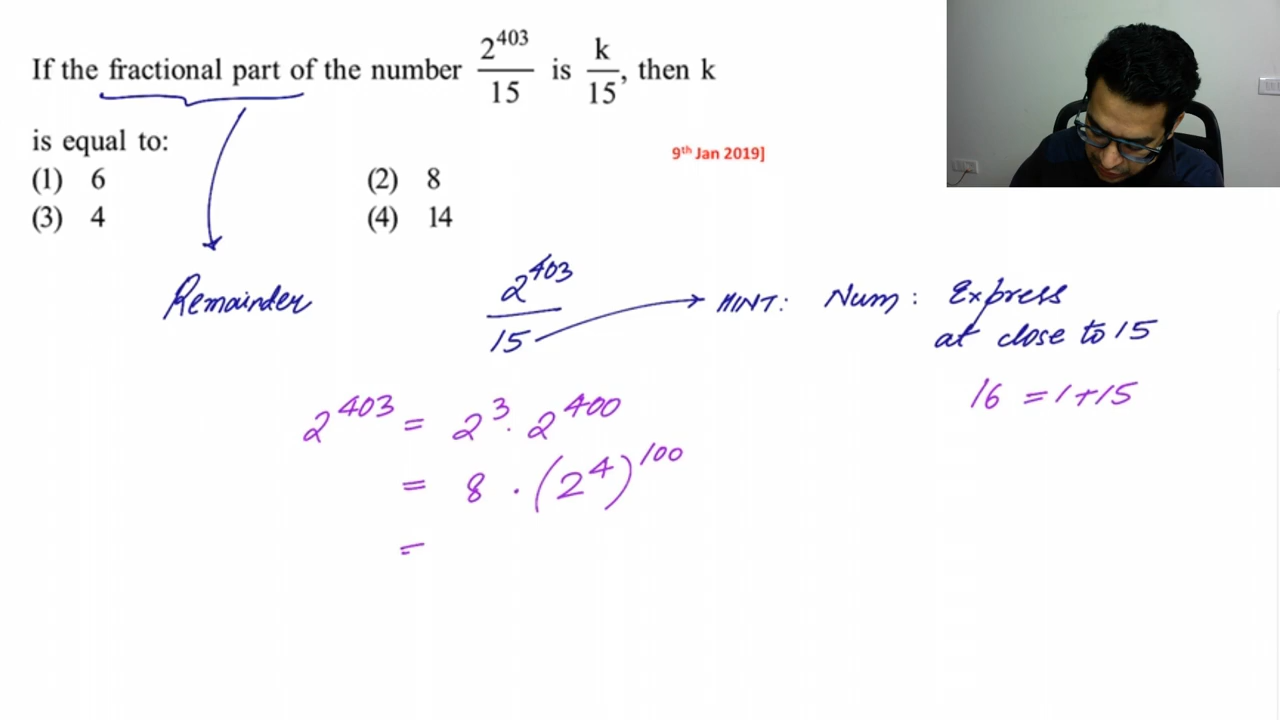 If the fractional part of the number 2^403/15 is k/15, then k
is equal to:
9th Jan 2019]
(1) 6 (2) 8
(3) 4 (4) 14
Remainder
2^403/15 → HINT: Num: Express
at close to 15
16 = 1+15
2^403 = 2^3 . 2^400
= 8 . (2^4)^100
=